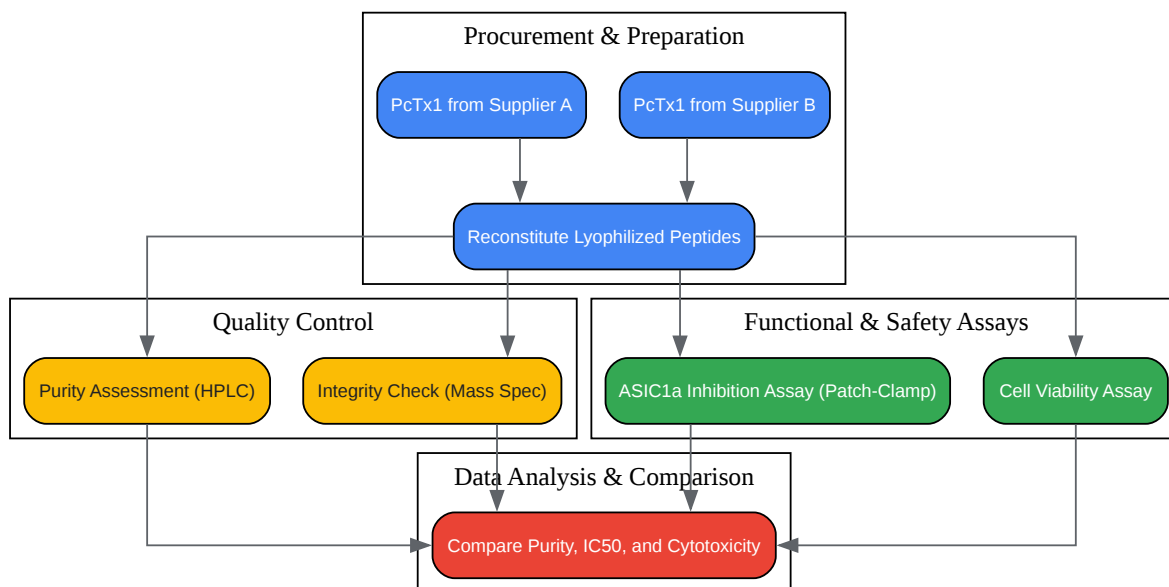 Procurement & Preparation
PcTx1 from Supplier A
PcTx1 from Supplier B
Reconstitute Lyophilized Peptides
Quality Control
Functional & Safety Assays
Purity Assessment (HPLC)
Integrity Check (Mass Spec)
ASIC1a Inhibition Assay (Patch-Clamp)
Cell Viability Assay
Data Analysis & Comparison
Compare Purity, IC50, and Cytotoxicity